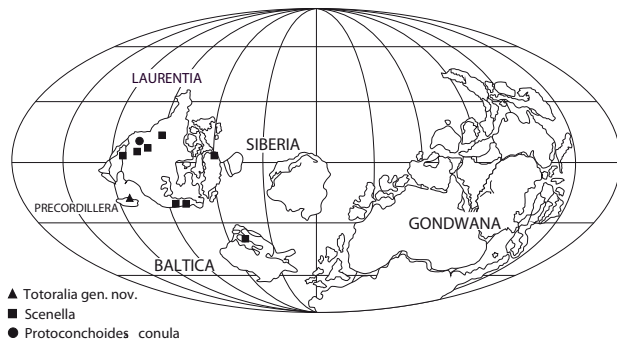 LAURENTIA
SIBERIA
PRECORDILLERA
GONDWANA
BALTICA
▲ Totoralia gen. nov.
■ Scenella
● Protoconchoides conula